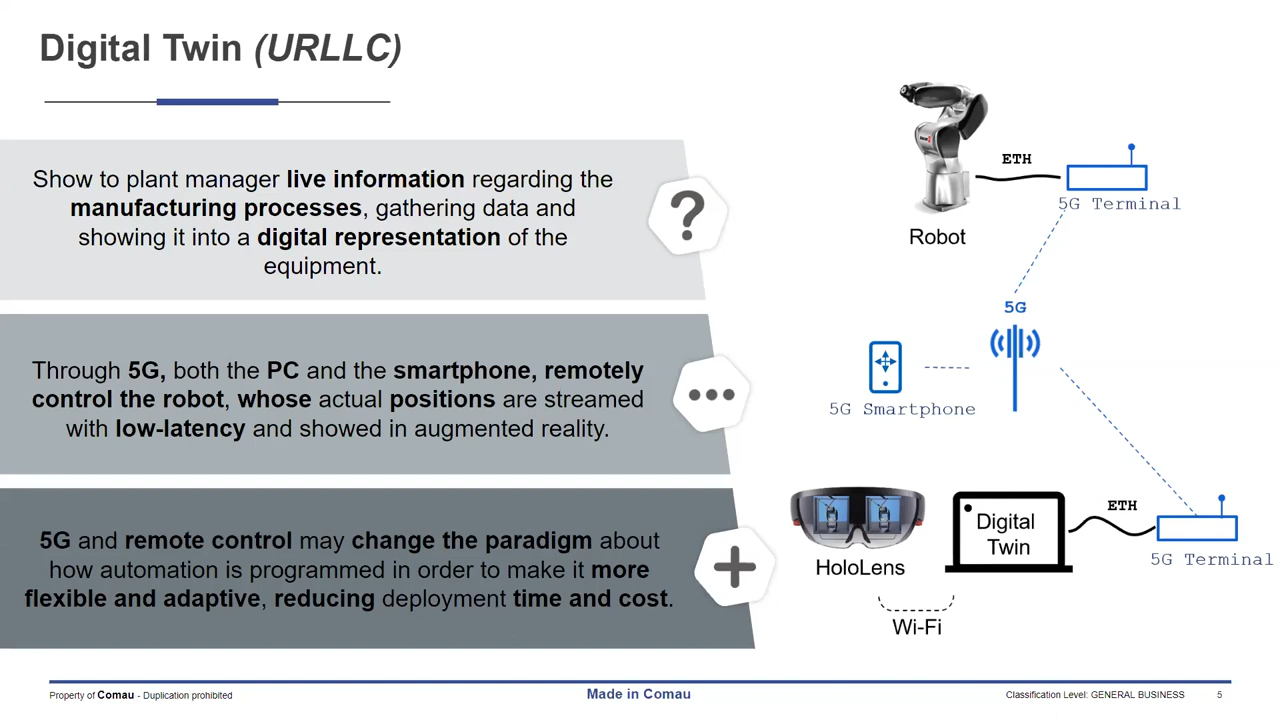 Digital Twin (URLLC)
Show to plant manager live information regarding the
manufacturing processes, gathering data and
showing it into a digital representation of the
equipment.
Through 5G, both the PC and the smartphone, remotely
control the robot, whose actual positions are streamed
with low-latency and showed in augmented reality.
5G and remote control may change the paradigm about
how automation is programmed in order to make it more
flexible and adaptive, reducing deployment time and cost.
ETH
5G Terminal
Robot
5G
5G Smartphone
HoloLens
Digital
Twin
ETH
5G Terminal
Wi-Fi
Property of Comau - Duplication prohibited
Made in Comau
Classification Level: GENERAL BUSINESS
5